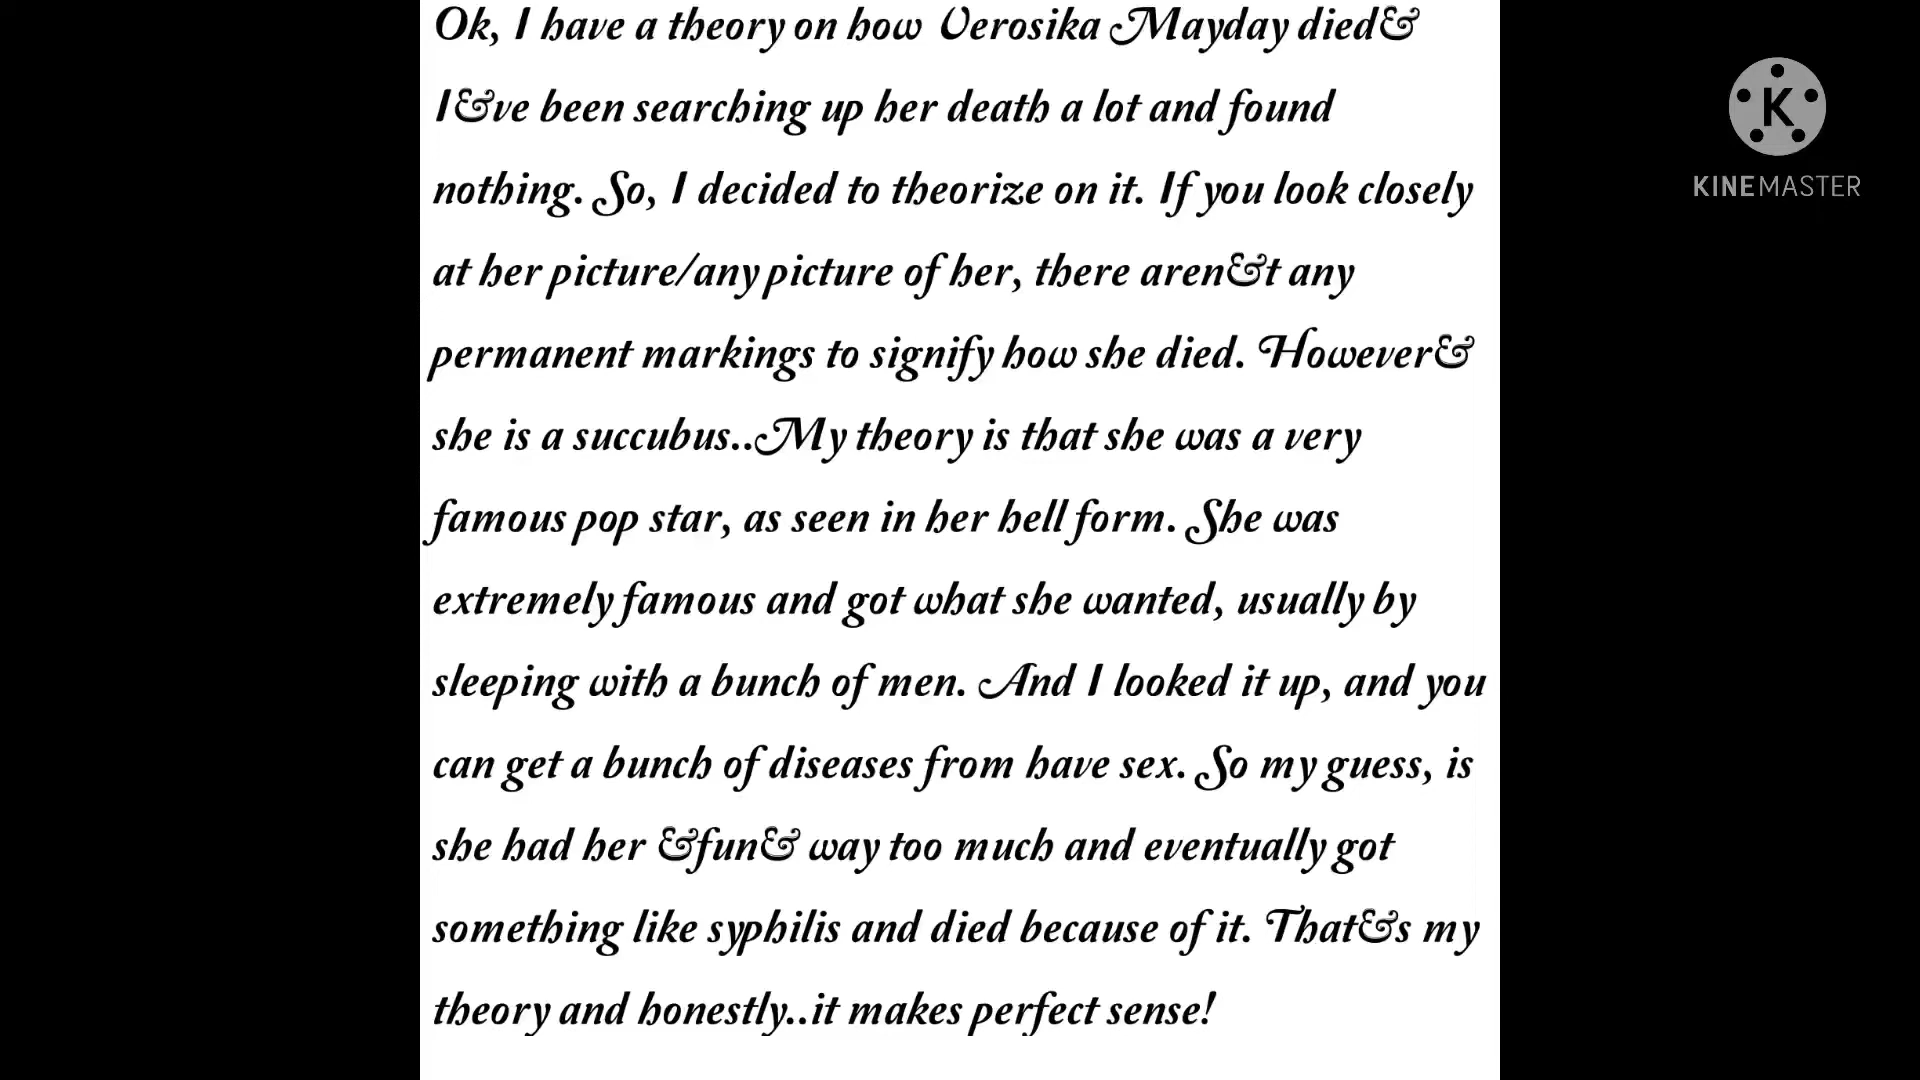 Ok, I have a theory on how Verosika Mayday died&
I&ve been searching up her death a lot and found
nothing. So, I decided to theorize on it. If you look closely
at her picture/any picture of her, there aren&t any
permanent markings to signify how she died. However&
she is a succubus..My theory is that she was a very
famous pop star, as seen in her hell form. She was
extremely famous and got what she wanted, usually by
sleeping with a bunch of men. And I looked it up, and you
can get a bunch of diseases from have sex. So my guess, is
she had her &fun& way too much and eventually got
something like syphilis and died because of it. That&s my
theory and honestly..it makes perfect sense!
K
KINEMASTER